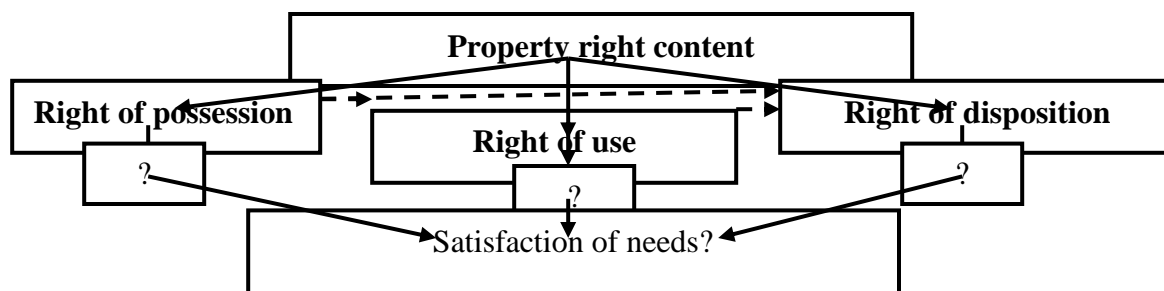 Property right content
Right of possession
Right of use
Right of disposition
?
?
?
Satisfaction of needs?